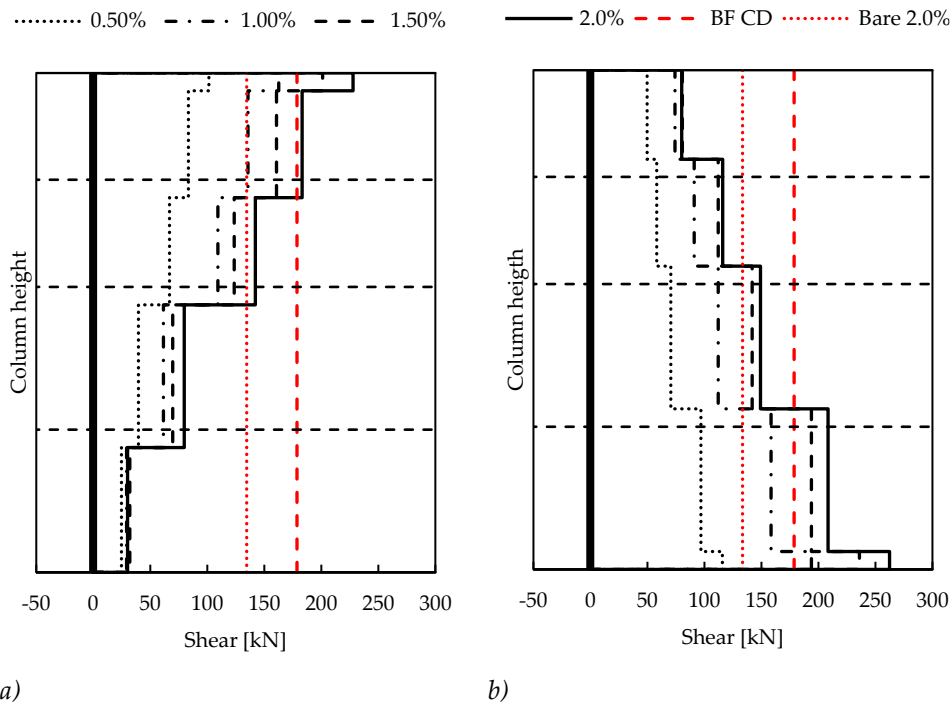 0.50% 1.00% 1.50% 2.0% BF CD Bare 2.0%
Column height
-50 0 50 100 150 200 250 300
Shear [kN]
a)
Column heigth
-50 0 50 100 150 200 250 300
Shear [kN]
b)